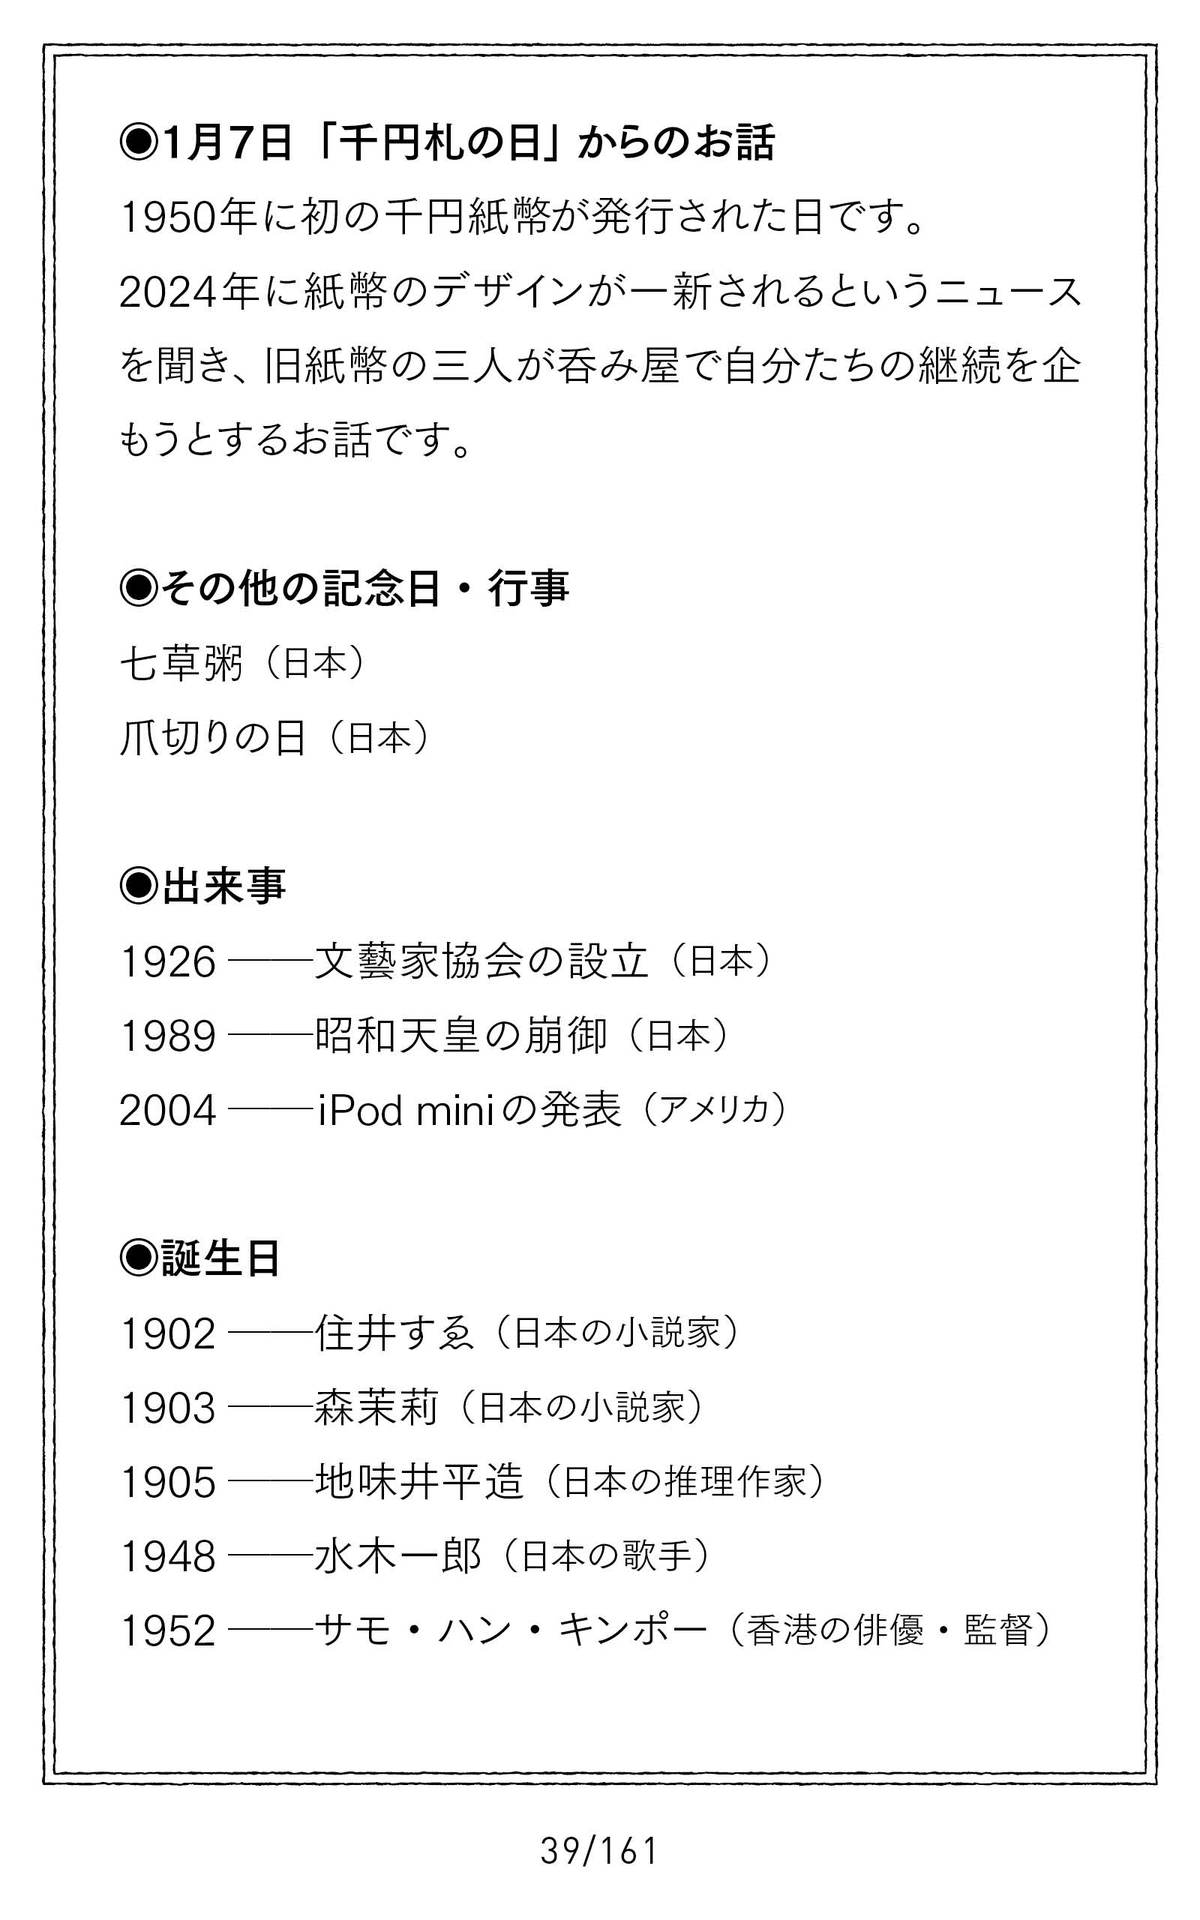 ◉1月7日「千円札の日」からのお話
1950年に初の千円紙幣が発行された日です。
2024年に紙幣のデザインが一新されるというニュース
を聞き、旧紙幣の三人が呑み屋で自分たちの継続を企
もうとするお話です。
◉その他の記念日・行事
七草粥（日本）
爪切りの日（日本）
◉出来事
1926 ――文藝家協会の設立（日本）
1989 ――昭和天皇の崩御（日本）
2004 ――iPod miniの発表（アメリカ）
◉誕生日
1902 ――住井すゑ（日本の小説家）
1903 ――森茉莉（日本の小説家）
1905 ――地味井平造（日本の推理作家）
1948 ――水木一郎（日本の歌手）
1952 ――サモ・ハン・キンポー（香港の俳優・監督）
39/161